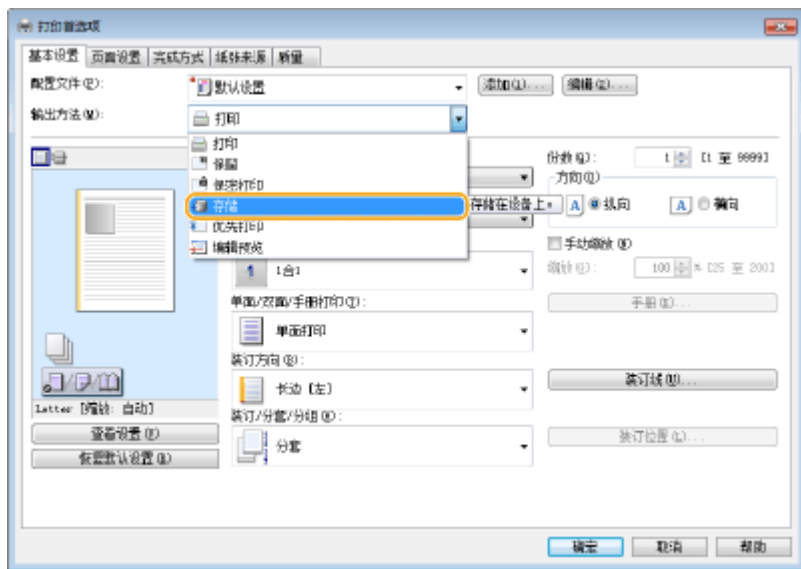 打印首选项
基本设置 页面设置 完成方式 纸张来源 质量
配置文件(F): 默认设置 添加(1)... 编辑(2)...
输出方法(M): 打印
打印
保留
安全打印
存储
存储在设备上。
优先打印
编辑预览
份数(Q): 1 [1 至 9999]
方向(O)
A 纵向 A 横向
手动缩放(N)
缩放(G): 100 % [25 至 200]
1 1合1
单面/双面/手册打印(T):
单面打印
手册(K)...
装订方向(B):
长边 [左]
装订线(U)...
装订/分套/分组(E):
分套
装订位置(L)...
Letter [缩放: 自动]
查看设置(P)
恢复默认设置(R)
确定 取消 帮助